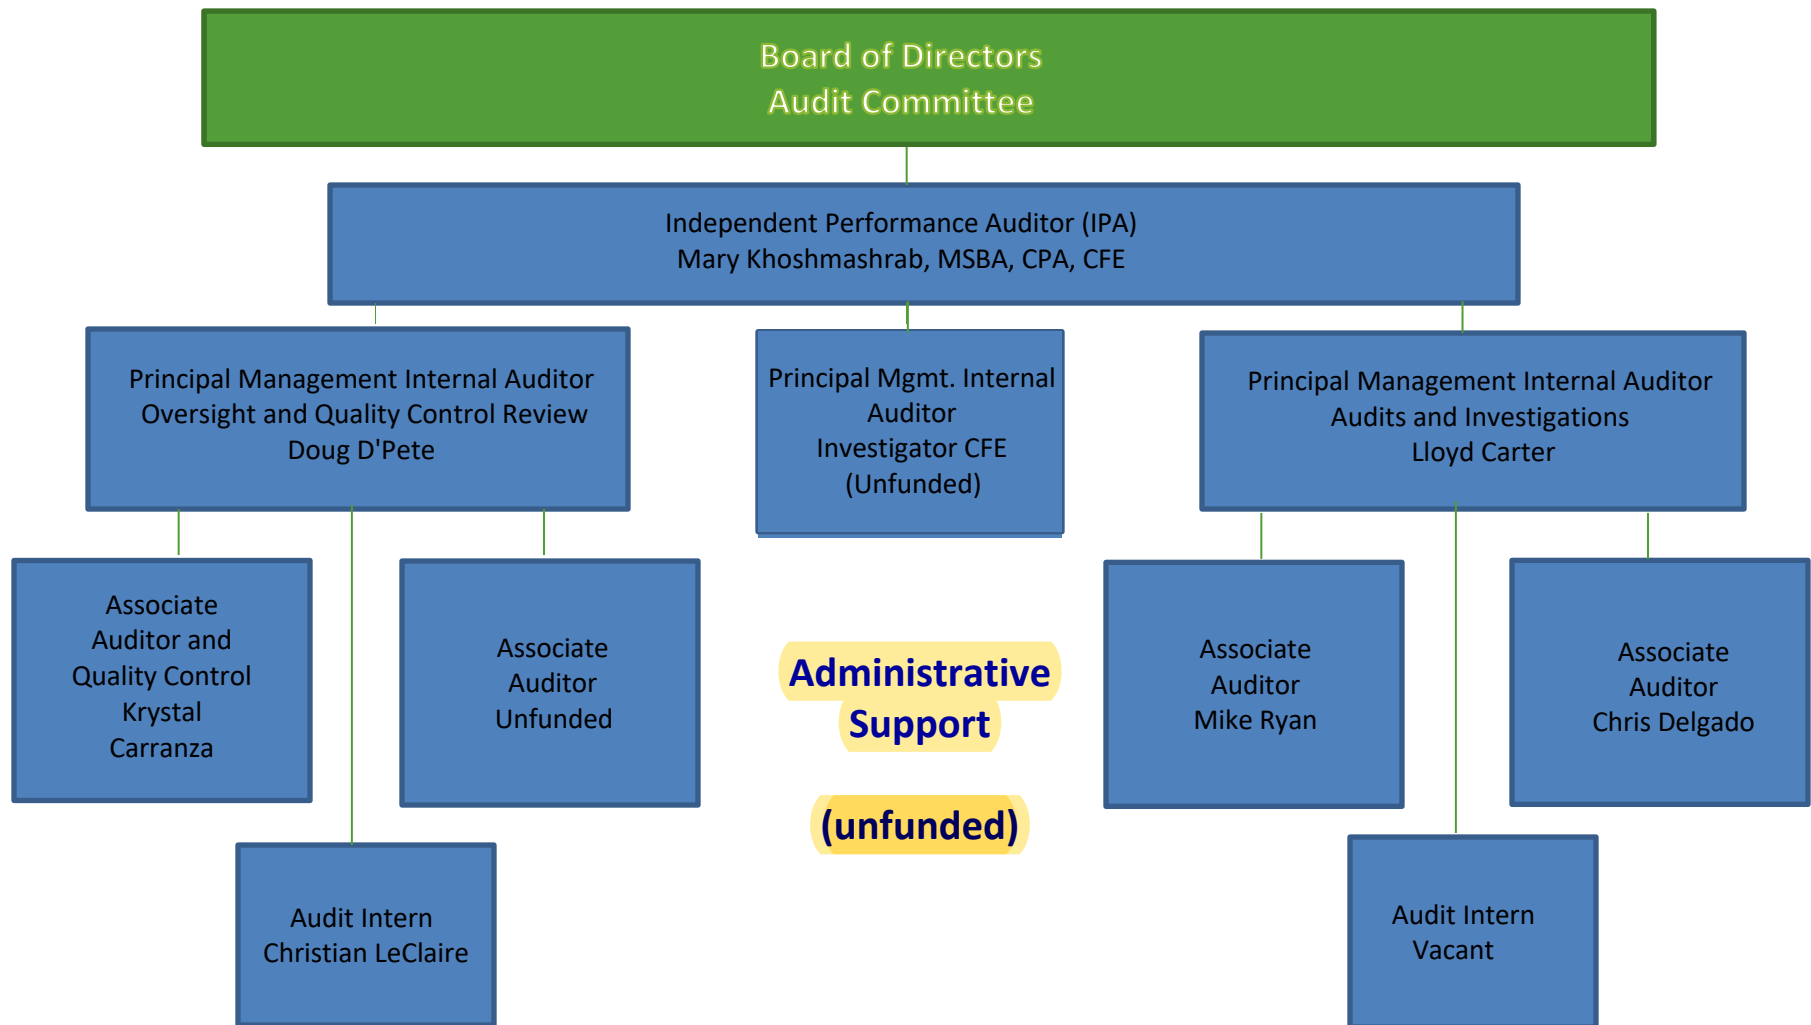 Board of Directors
Audit Committee
Independent Performance Auditor (IPA)
Mary Khoshmashrab, MSBA, CPA, CFE
Principal Management Internal Auditor
Oversight and Quality Control Review
Doug D'Pete
Principal Mgmt. Internal
Auditor
Investigator CFE
(Unfunded)
Principal Management Internal Auditor
Audits and Investigations
Lloyd Carter
Associate
Auditor and
Quality Control
Krystal
Carranza
Associate
Auditor
Unfunded
Administrative
Support
(unfunded)
Associate
Auditor
Mike Ryan
Associate
Auditor
Chris Delgado
Audit Intern
Christian LeClaire
Audit Intern
Vacant